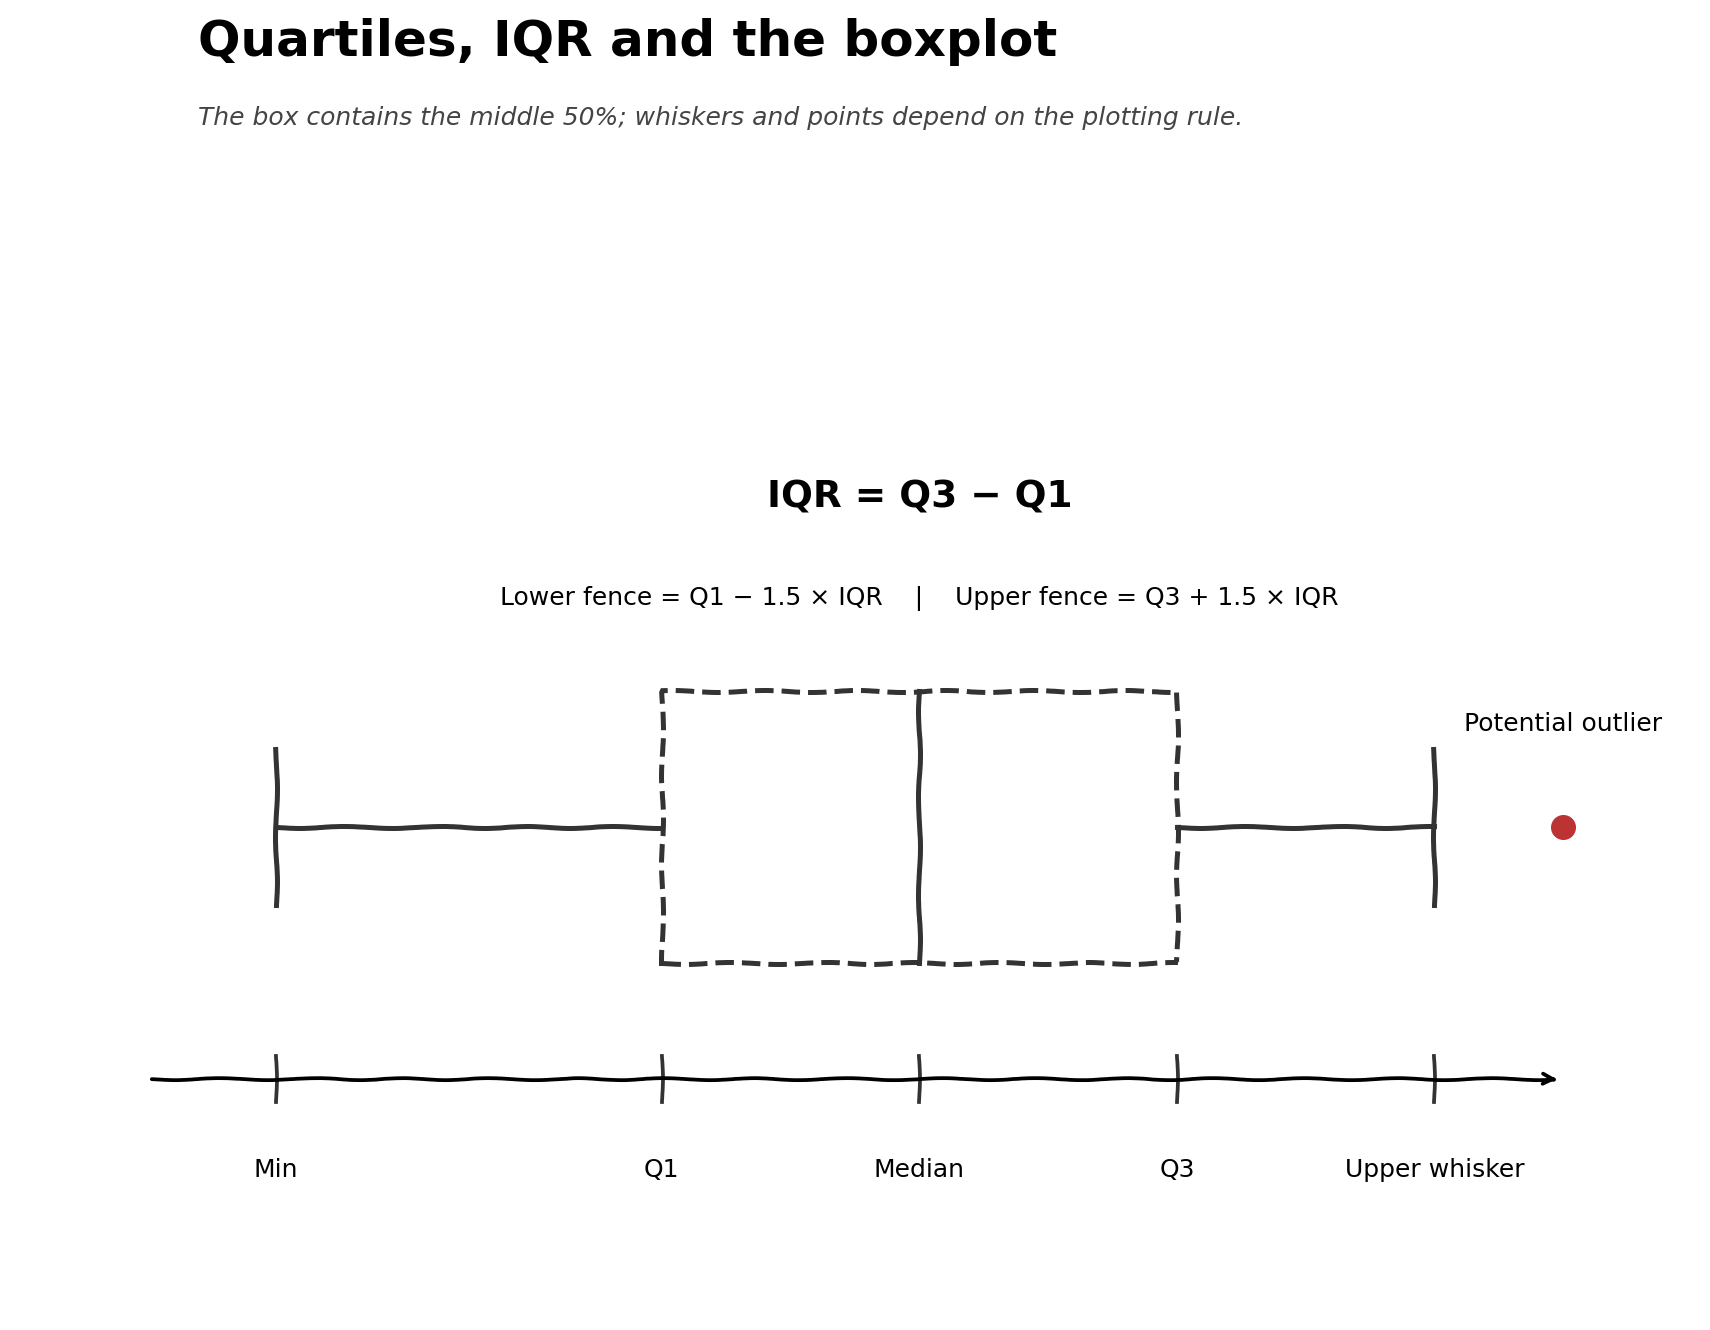 Quartiles, IQR and the boxplot
The box contains the middle 50%; whiskers and points depend on the plotting rule.
IQR = Q3 − Q1
Lower fence = Q1 − 1.5 × IQR | Upper fence = Q3 + 1.5 × IQR
Potential outlier
Min Q1 Median Q3 Upper whisker